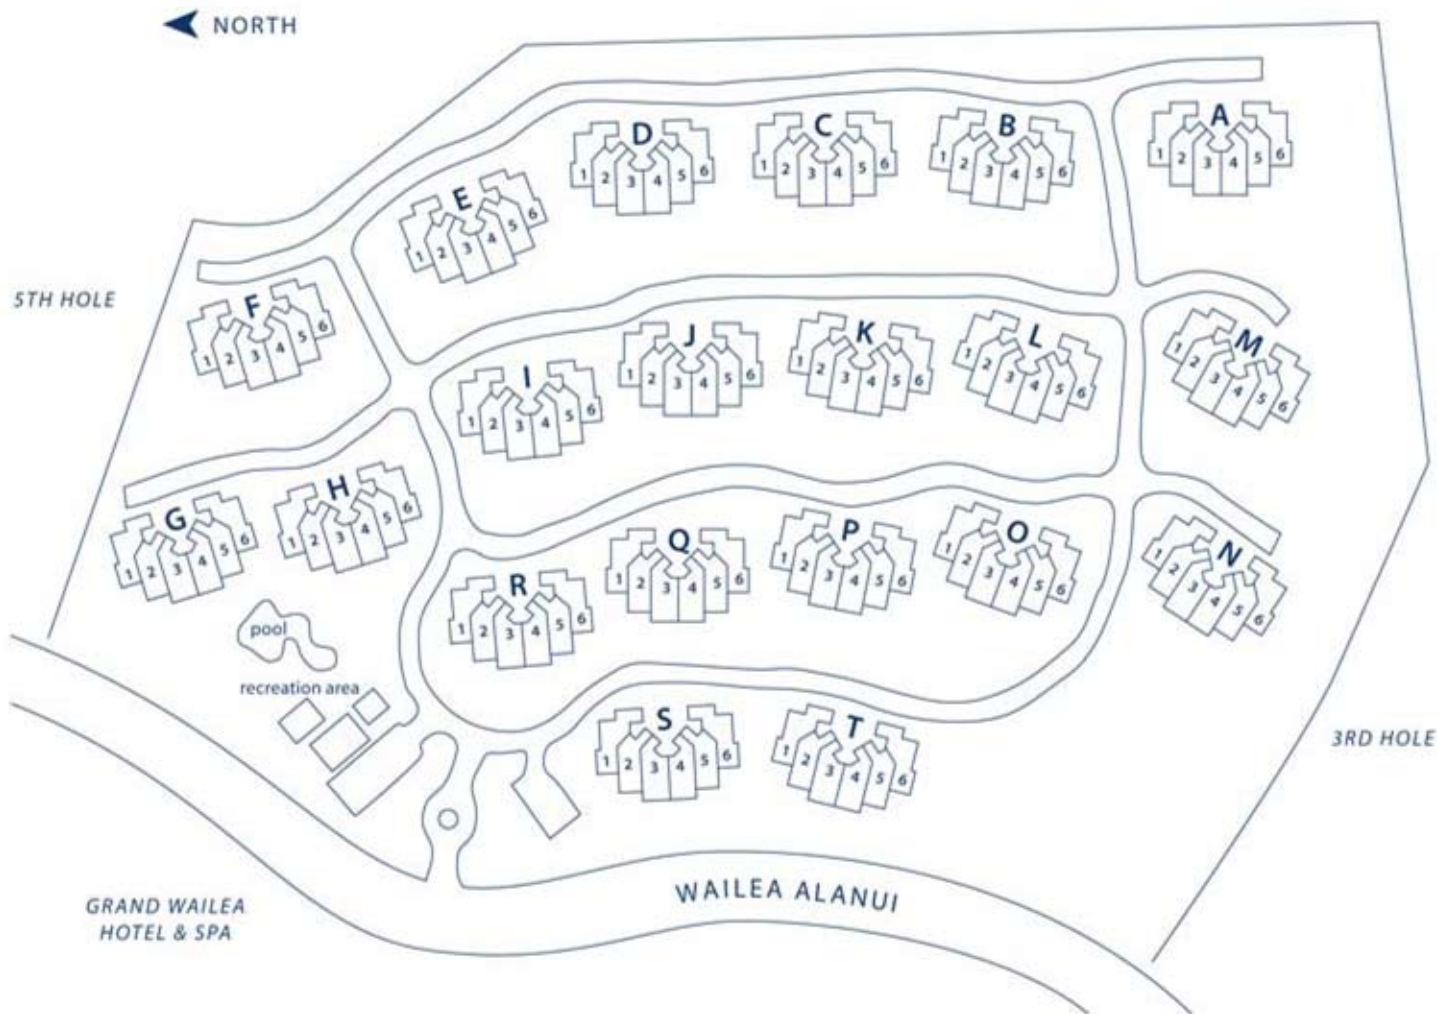 NORTH
A
1 2 3 4 5 6
B
1 2 3 4 5 6
C
1 2 3 4 5 6
D
1 2 3 4 5 6
E
1 2 3 4 5 6
5TH HOLE
F
1 2 3 4 5 6
I
1 2 3 4 5 6
J
1 2 3 4 5 6
K
1 2 3 4 5 6
L
1 2 3 4 5 6
M
1 2 3 4 5 6
G
1 2 3 4 5 6
H
1 2 3 4 5 6
R
1 2 3 4 5 6
Q
1 2 3 4 5 6
P
1 2 3 4 5 6
O
1 2 3 4 5 6
N
1 2 3 4 5 6
pool
recreation area
S
1 2 3 4 5 6
T
1 2 3 4 5 6
3RD HOLE
WAILEA ALANUI
GRAND WAILEA
HOTEL & SPA